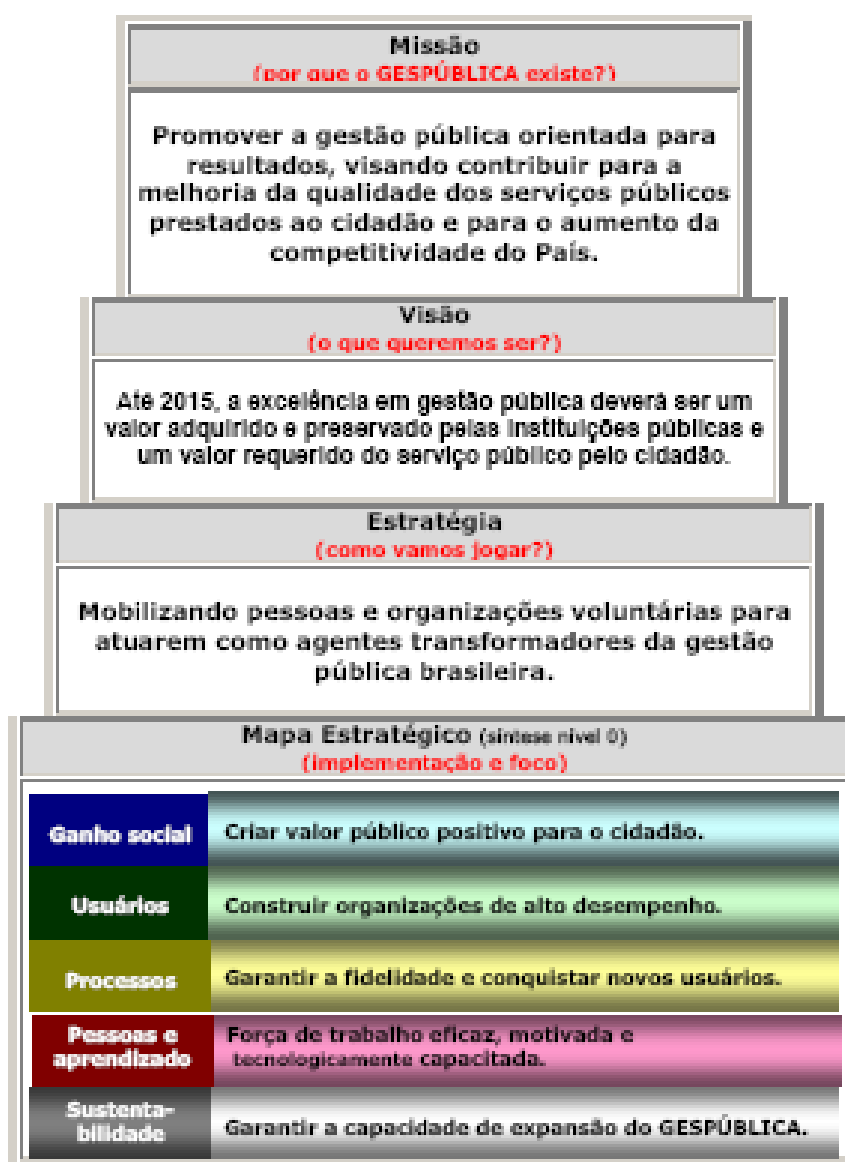 Missão
(por que o GESPÚBLICA existe?)
Promover a gestão pública orientada para
resultados, visando contribuir para a
melhoria da qualidade dos serviços públicos
prestados ao cidadão e para o aumento da
competitividade do País.
Visão
(o que queremos ser?)
Até 2015, a excelência em gestão pública deverá ser um
valor adquirido e preservado pelas instituições públicas e
um valor requerido do serviço público pelo cidadão.
Estratégia
(como vamos jogar?)
Mobilizando pessoas e organizações voluntárias para
atuarem como agentes transformadores da gestão
pública brasileira.
Mapa Estratégico (síntese nível 0)
(implementação e foco)
Ganho social Criar valor público positivo para o cidadão.
Usuários Construir organizações de alto desempenho.
Processos Garantir a fidelidade e conquistar novos usuários.
Pessoas e
aprendizado
Força de trabalho eficaz, motivada e
tecnologicamente capacitada.
Sustenta-
bilidade
Garantir a capacidade de expansão do GESPÚBLICA.